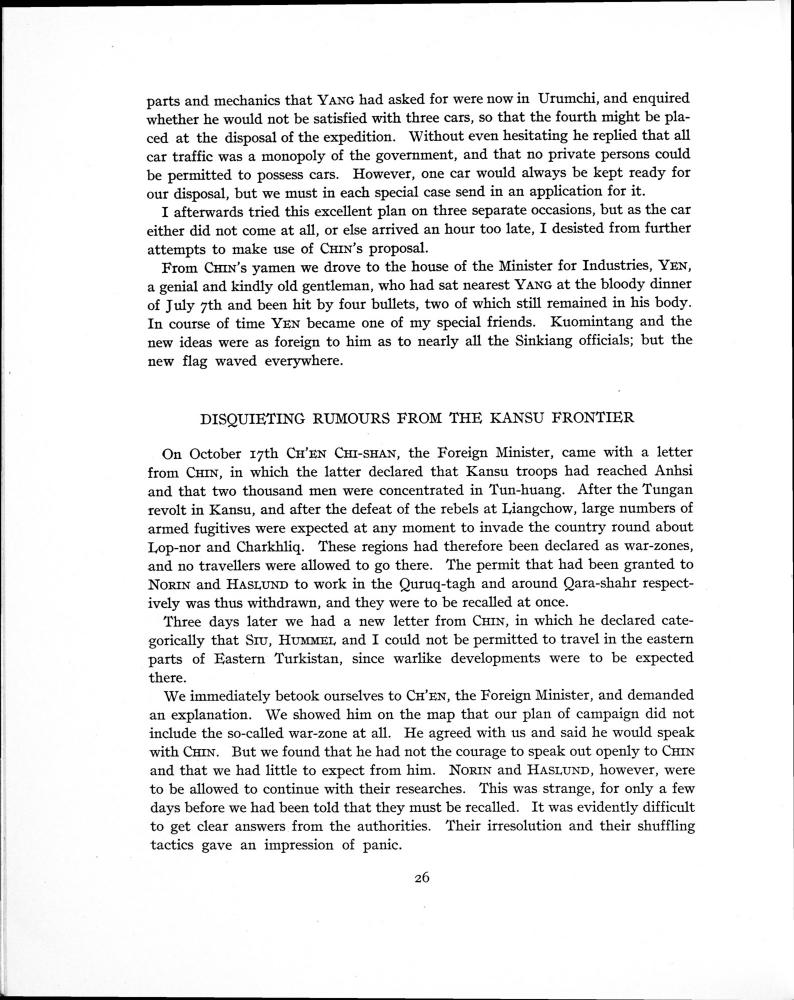 parts and mechanics that YANG had asked for were now in Urumchi, and enquired
whether he would not be satisfied with three cars, so that the fourth might be pla-
ced at the disposal of the expedition. Without even hesitating he replied that all
car traffic was a monopoly of the government, and that no private persons could
be permitted to possess cars. However, one car would always be kept ready for
our disposal, but we must in each special case send in an application for it.
I afterwards tried this excellent plan on three separate occasions, but as the car
either did not come at all, or else arrived an hour too late, I desisted from further
attempts to make use of CHIN's proposal.
From CHIN's yamen we drove to the house of the Minister for Industries, YEN,
a genial and kindly old gentleman, who had sat nearest YANG at the bloody dinner
of July 7th and been hit by four bullets, two of which still remained in his body.
In course of time YEN became one of my special friends. Kuomintang and the
new ideas were as foreign to him as to nearly all the Sinkiang officials; but the
new flag waved everywhere.
DISQUIETING RUMOURS FROM THE KANSU FRONTIER
On October 17th CH'EN CHI-SHAN, the Foreign Minister, came with a letter
from CHIN, in which the latter declared that Kansu troops had reached Anhsi
and that two thousand men were concentrated in Tun-huang. After the Tungan
revolt in Kansu, and after the defeat of the rebels at Liangchow, large numbers of
armed fugitives were expected at any moment to invade the country round about
Lop-nor and Charkhliq. These regions had therefore been declared as war-zones,
and no travellers were allowed to go there. The permit that had been granted to
NORIN and HASLUND to work in the Quruq-tagh and around Qara-shahr respect-
ively was thus withdrawn, and they were to be recalled at once.
Three days later we had a new letter from CHIN, in which he declared cate-
gorically that SIU, HUMMEL and I could not be permitted to travel in the eastern
parts of Eastern Turkistan, since warlike developments were to be expected
there.
We immediately betook ourselves to CH'EN, the Foreign Minister, and demanded
an explanation. We showed him on the map that our plan of campaign did not
include the so-called war-zone at all. He agreed with us and said he would speak
with CHIN. But we found that he had not the courage to speak out openly to CHIN
and that we had little to expect from him. NORIN and HASLUND, however, were
to be allowed to continue with their researches. This was strange, for only a few
days before we had been told that they must be recalled. It was evidently difficult
to get clear answers from the authorities. Their irresolution and their shuffling
tactics gave an impression of panic.
26